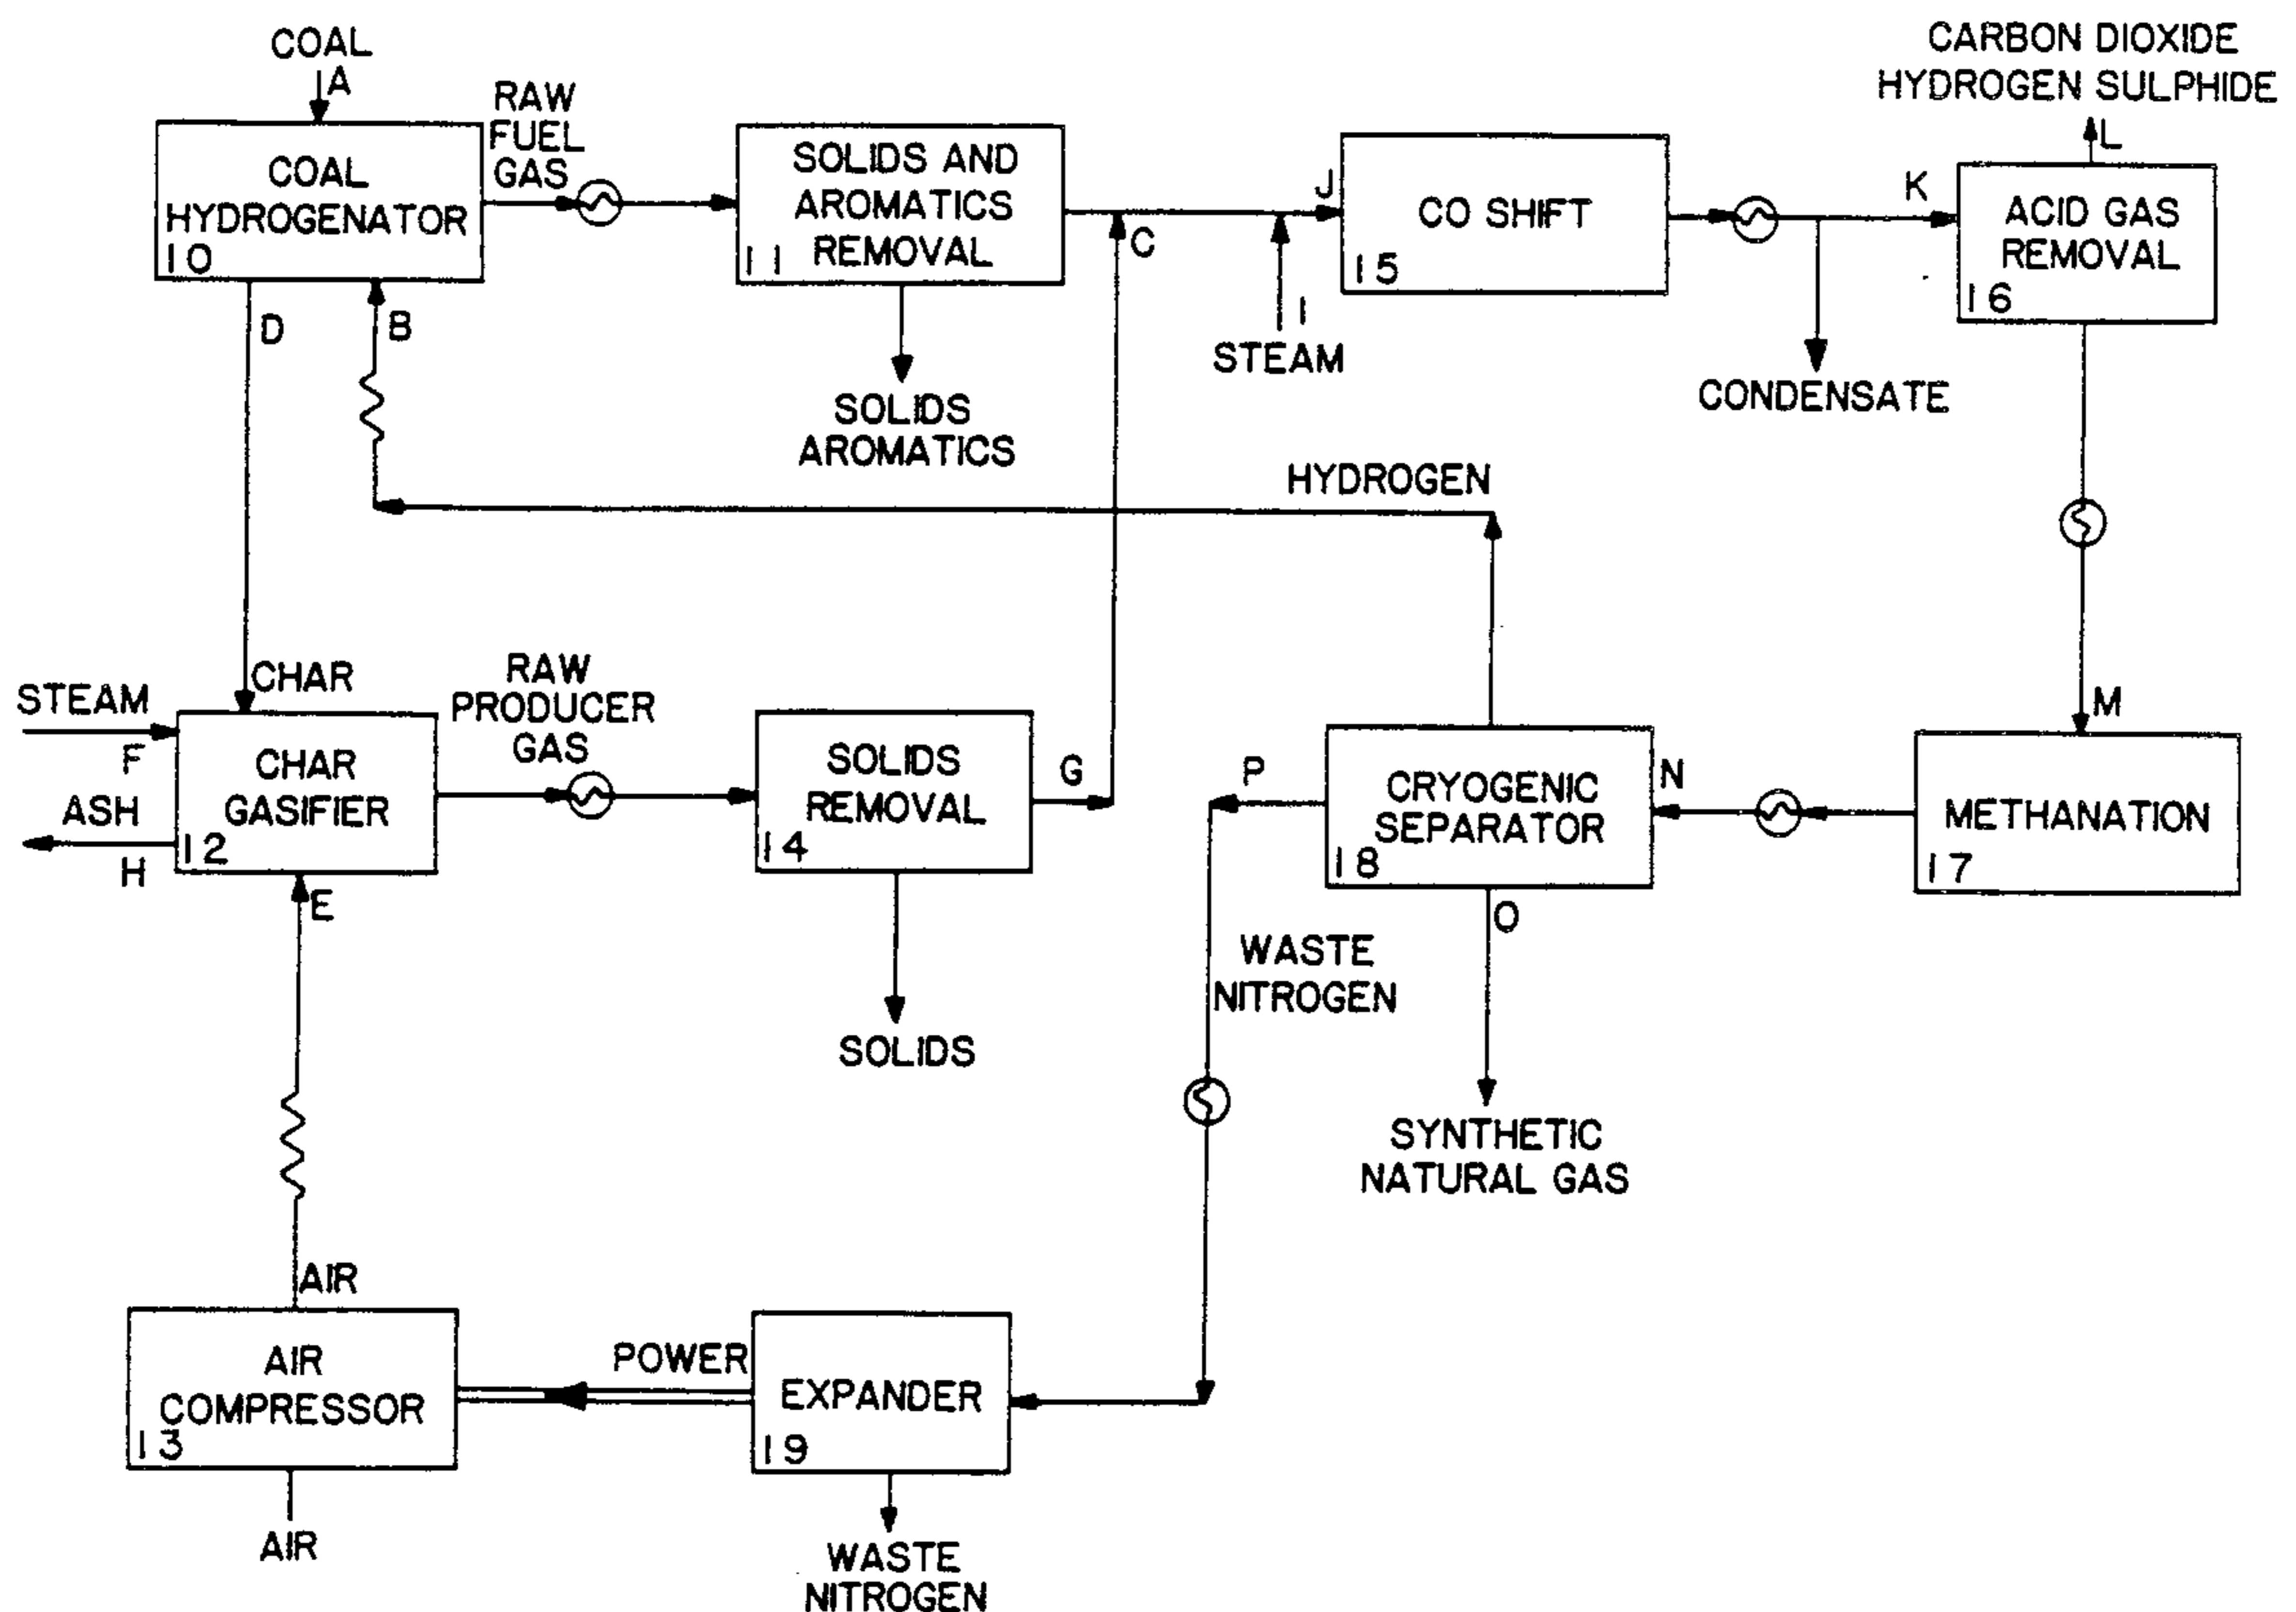 COAL
A
COAL
HYDROGENATOR
10
RAW
FUEL
GAS
SOLIDS AND
AROMATICS
REMOVAL
11
SOLIDS
AROMATICS
C
I
STEAM
J
CO SHIFT
15
CONDENSATE
K
CARBON DIOXIDE
HYDROGEN SULPHIDE
L
ACID GAS
REMOVAL
16
D
B
HYDROGEN
CHAR
STEAM
F
ASH
H
CHAR
GASIFIER
12
E
RAW
PRODUCER
GAS
SOLIDS
REMOVAL
14
G
SOLIDS
P
CRYOGENIC
SEPARATOR
18
N
M
METHANATION
17
O
WASTE
NITROGEN
SYNTHETIC
NATURAL GAS
AIR
AIR
COMPRESSOR
13
AIR
POWER
EXPANDER
19
WASTE
NITROGEN